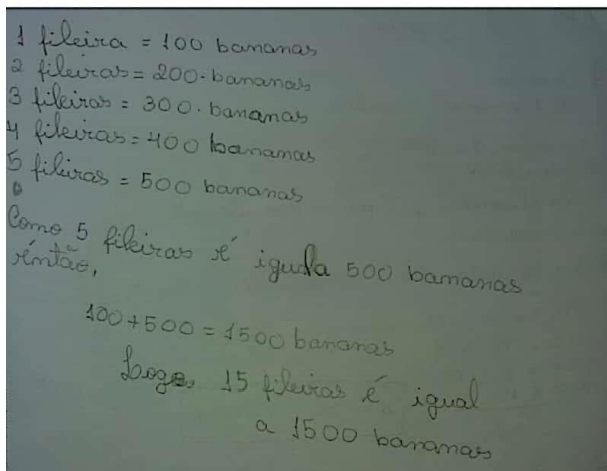 1 fileira = 100 bananas
2 fileiras = 200. bananas
3 fileiras = 300. bananas
4 fileiras = 400 bananas
5 fileiras = 500 bananas
Como 5 fileiras é iguala 500 bananas
então,
100 + 500 = 1500 bananas
Logo, 15 fileiras é igual
a 1500 bananas